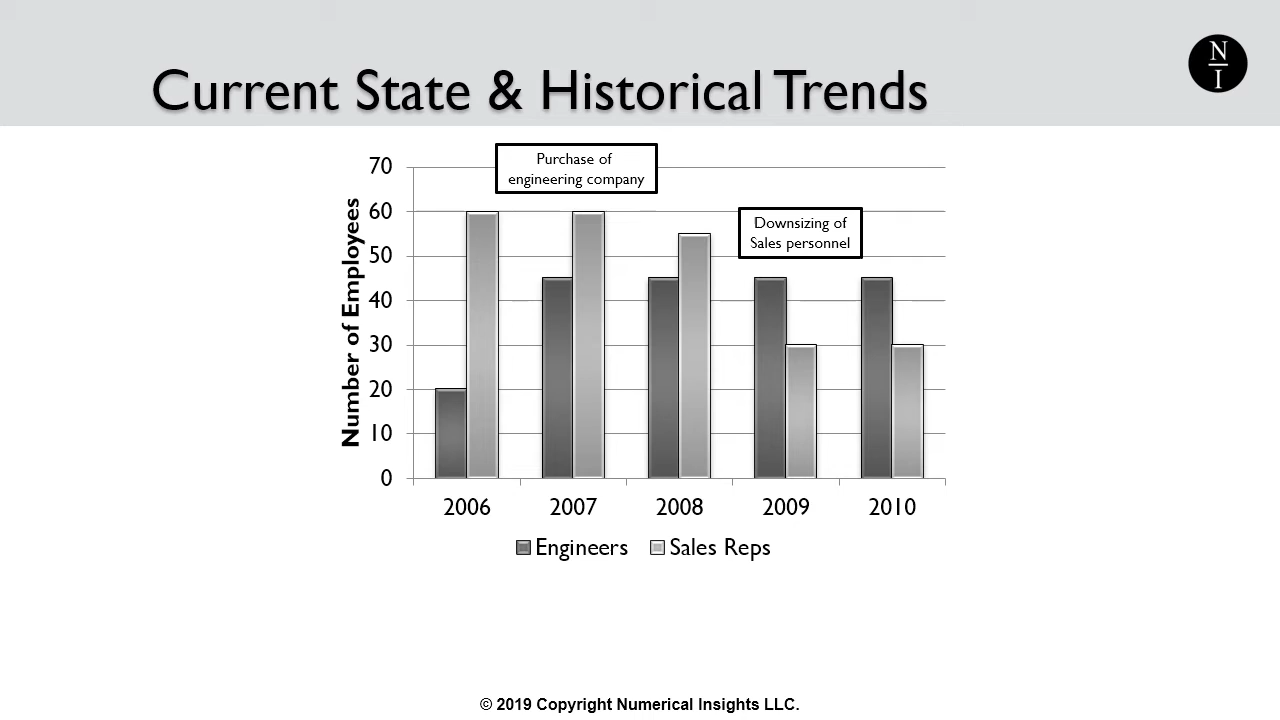 Current State & Historical Trends
N
I
Purchase of
engineering company
Downsizing of
Sales personnel
Number of Employees
70
60
50
40
30
20
10
0
2006 2007 2008 2009 2010
Engineers Sales Reps
© 2019 Copyright Numerical Insights LLC.